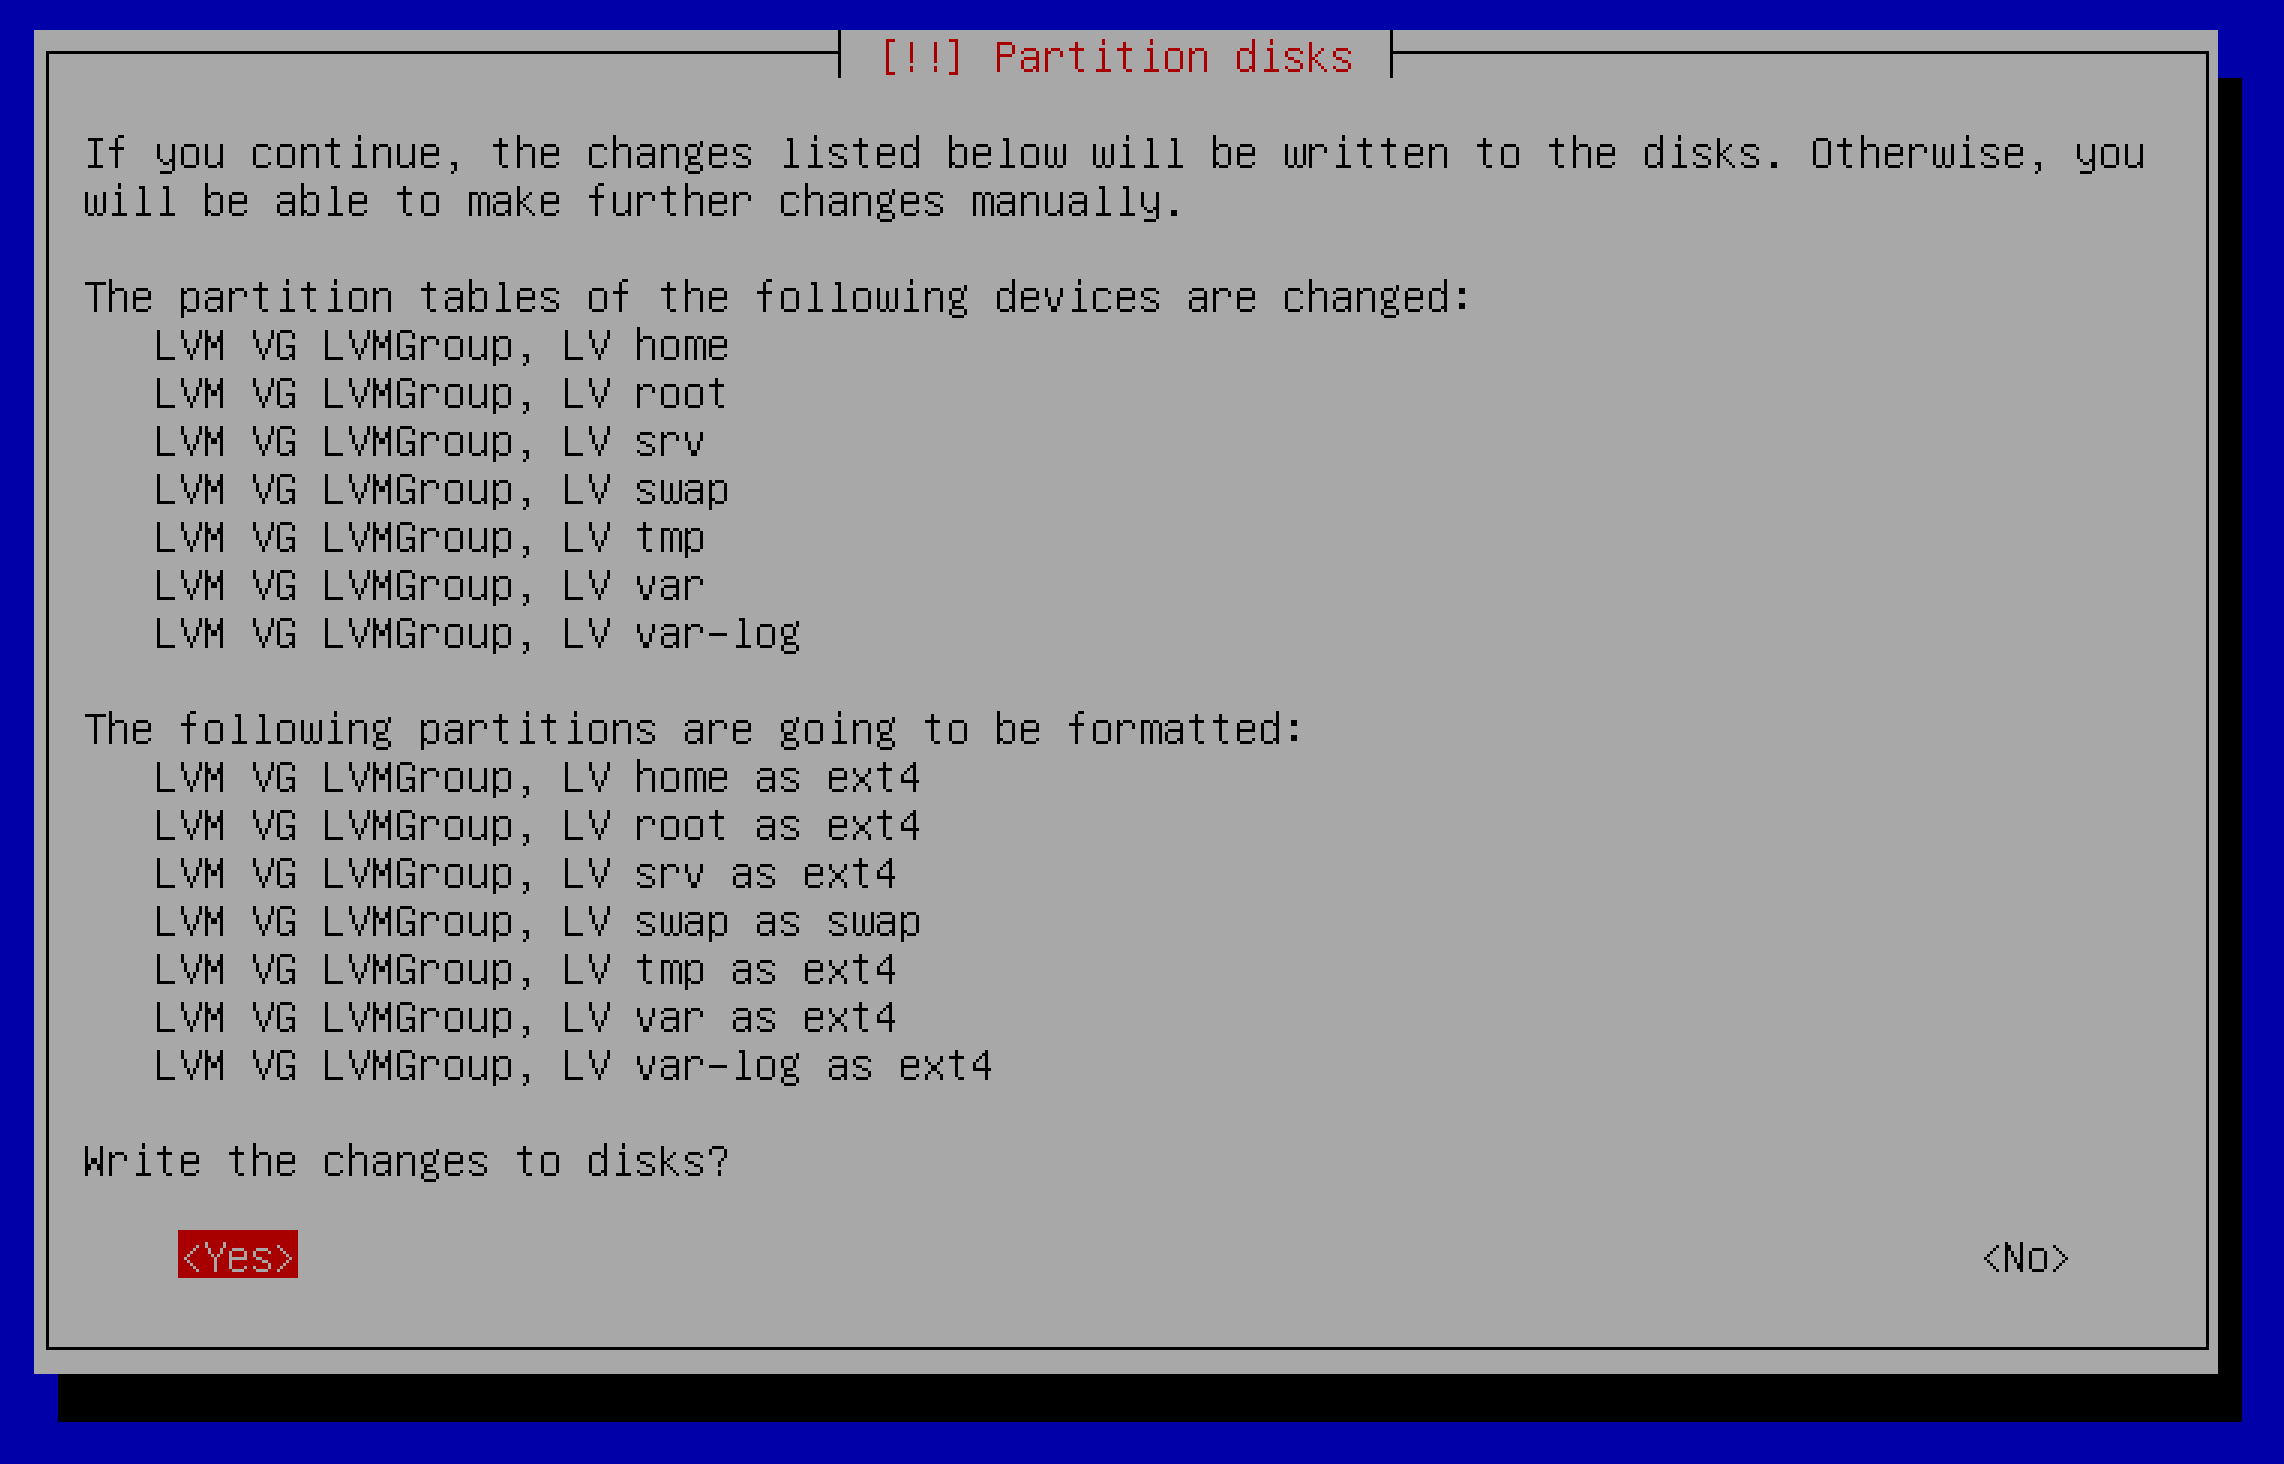 [!!] Partition disks
If you continue, the changes listed below will be written to the disks. Otherwise, you
will be able to make further changes manually.
The partition tables of the following devices are changed:
LVM VG LVMGroup, LV home
LVM VG LVMGroup, LV root
LVM VG LVMGroup, LV srv
LVM VG LVMGroup, LV swap
LVM VG LVMGroup, LV tmp
LVM VG LVMGroup, LV var
LVM VG LVMGroup, LV var-log
The following partitions are going to be formatted:
LVM VG LVMGroup, LV home as ext4
LVM VG LVMGroup, LV root as ext4
LVM VG LVMGroup, LV srv as ext4
LVM VG LVMGroup, LV swap as swap
LVM VG LVMGroup, LV tmp as ext4
LVM VG LVMGroup, LV var as ext4
LVM VG LVMGroup, LV var-log as ext4
Write the changes to disks?
<Yes> <No>